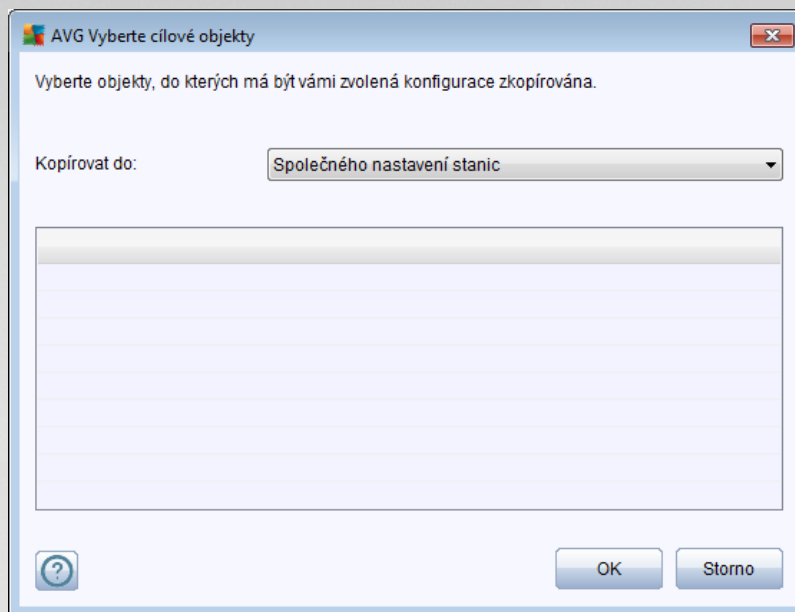 AVG Vyberte cílové objekty
Vyberte objekty, do kterých má být vámi zvolená konfigurace zkopírována.
Kopírovat do:
Společného nastavení stanic
?
OK
Storno